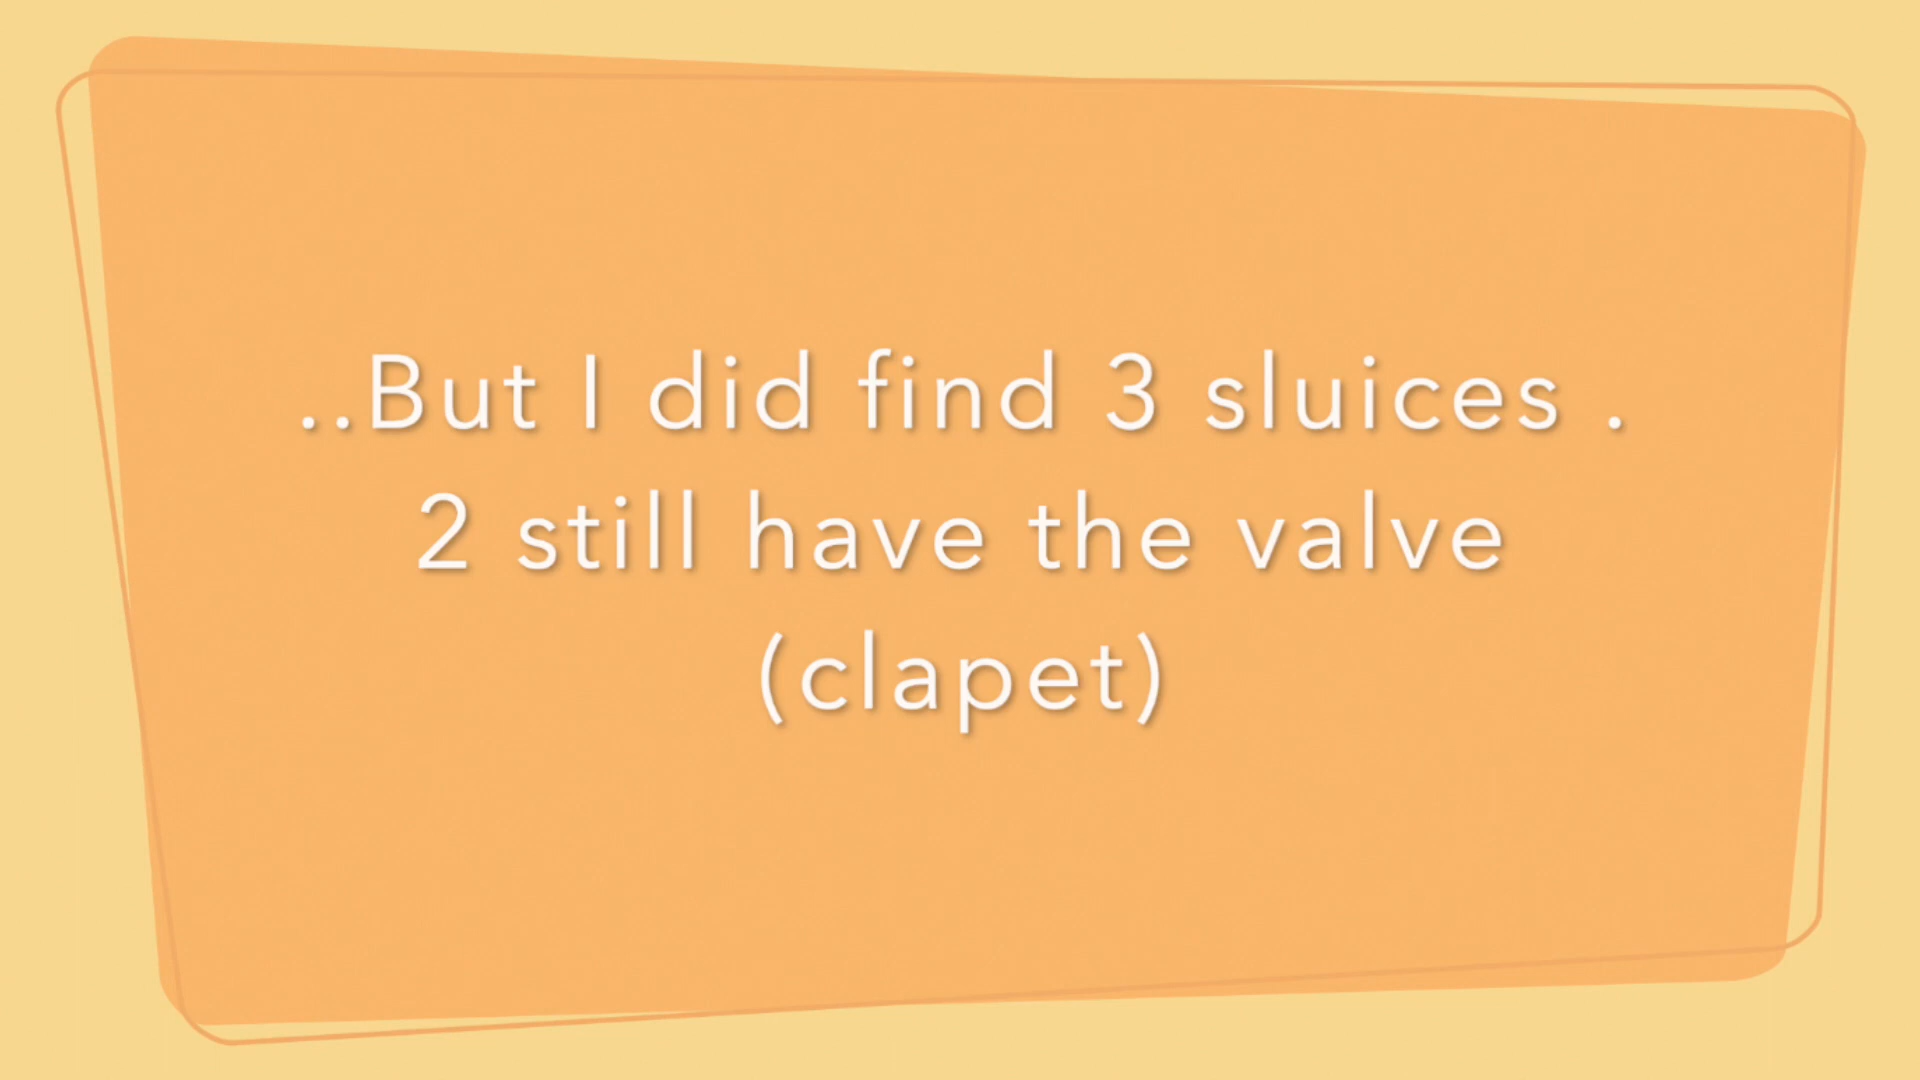 ..But I did find 3 sluices .
2 still have the valve
(clapet)